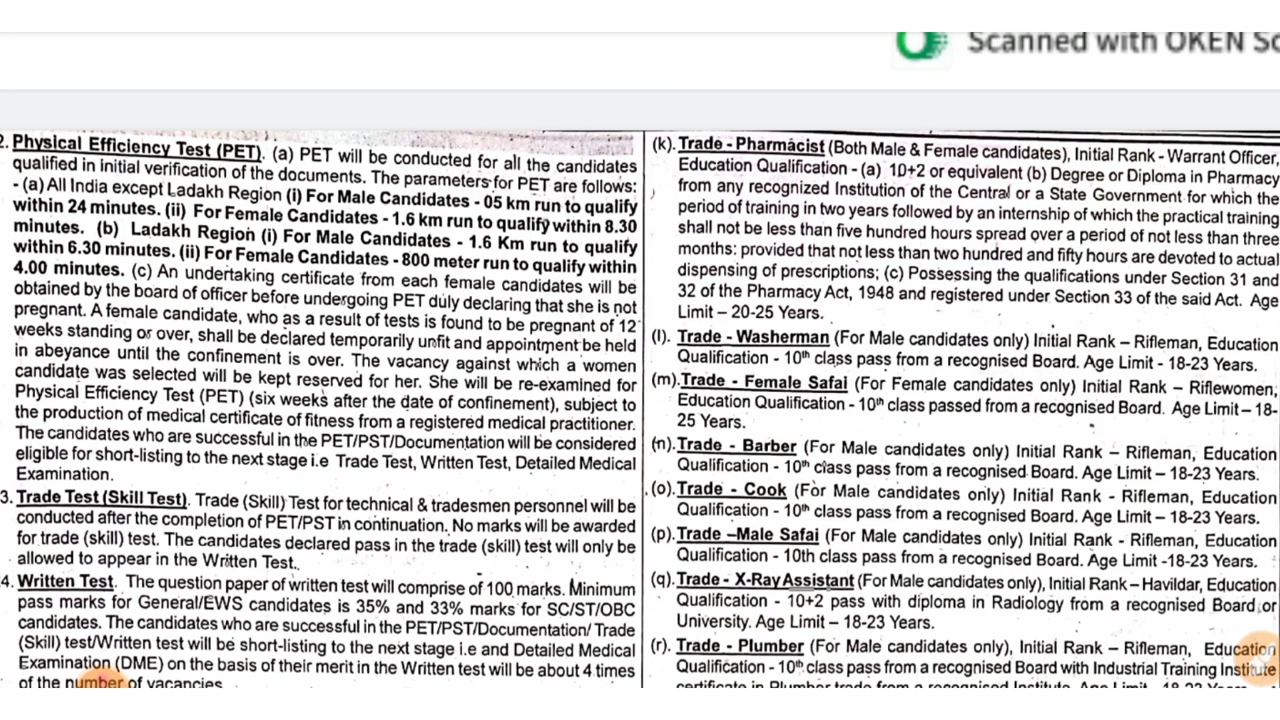 Scanned with OKEN Sc
2. Physical Efficiency Test (PET). (a) PET will be conducted for all the candidates
qualified in initial verification of the documents. The parameters for PET are follows:
- (a) All India except Ladakh Region (i) For Male Candidates - 05 km run to qualify
within 24 minutes. (ii) For Female Candidates - 1.6 km run to qualify within 8.30
minutes. (b) Ladakh Region (i) For Male Candidates - 1.6 Km run to qualify
within 6.30 minutes. (ii) For Female Candidates - 800 meter run to qualify within
4.00 minutes. (c) An undertaking certificate from each female candidates will be
obtained by the board of officer before undergoing PET duly declaring that she is not
pregnant. A female candidate, who as a result of tests is found to be pregnant of 12
weeks standing or over, shall be declared temporarily unfit and appointment be held
in abeyance until the confinement is over. The vacancy against which a women
candidate was selected will be kept reserved for her. She will be re-examined for
Physical Efficiency Test (PET) (six weeks after the date of confinement), subject to
the production of medical certificate of fitness from a registered medical practitioner.
The candidates who are successful in the PET/PST/Documentation will be considered
eligible for short-listing to the next stage i.e Trade Test, Written Test, Detailed Medical
Examination.
3. Trade Test (Skill Test). Trade (Skill) Test for technical & tradesmen personnel will be
conducted after the completion of PET/PST in continuation. No marks will be awarded
for trade (skill) test. The candidates declared pass in the trade (skill) test will only be
allowed to appear in the Written Test.
4. Written Test. The question paper of written test will comprise of 100 marks. Minimum
pass marks for General/EWS candidates is 35% and 33% marks for SC/ST/OBC
candidates. The candidates who are successful in the PET/PST/Documentation/ Trade
(Skill) test/Written test will be short-listing to the next stage i.e and Detailed Medical
Examination (DME) on the basis of their merit in the Written test will be about 4 times
of the number of vacancies
(k). Trade - Pharmacist (Both Male & Female candidates), Initial Rank - Warrant Officer,
Education Qualification - (a) 10+2 or equivalent (b) Degree or Diploma in Pharmacy
from any recognized Institution of the Central or a State Government for which the
period of training in two years followed by an internship of which the practical training
shall not be less than five hundred hours spread over a period of not less than three
months: provided that not less than two hundred and fifty hours are devoted to actual
dispensing of prescriptions; (c) Possessing the qualifications under Section 31 and
32 of the Pharmacy Act, 1948 and registered under Section 33 of the said Act. Age
Limit – 20-25 Years.
(l). Trade - Washerman (For Male candidates only) Initial Rank – Rifleman, Education
Qualification - 10th class pass from a recognised Board. Age Limit - 18-23 Years.
(m). Trade - Female Safai (For Female candidates only) Initial Rank – Riflewomen,
Education Qualification - 10th class passed from a recognised Board. Age Limit – 18-
25 Years.
(n). Trade - Barber (For Male candidates only) Initial Rank – Rifleman, Education
Qualification - 10th class pass from a recognised Board. Age Limit – 18-23 Years.
(o). Trade - Cook (For Male candidates only) Initial Rank - Rifleman, Education
Qualification - 10th class pass from a recognised Board. Age Limit – 18-23 Years.
(p). Trade –Male Safai (For Male candidates only) Initial Rank - Rifleman, Education
Qualification - 10th class pass from a recognised Board. Age Limit -18-23 Years.
(q). Trade - X-Ray Assistant (For Male candidates only), Initial Rank – Havildar, Education
Qualification - 10+2 pass with diploma in Radiology from a recognised Board or
University. Age Limit – 18-23 Years.
(r). Trade - Plumber (For Male candidates only), Initial Rank – Rifleman, Education
Qualification - 10th class pass from a recognised Board with Industrial Training Institute
certificate in Plumber trade from a recognised Institute. Age Limit - 18-23 Years